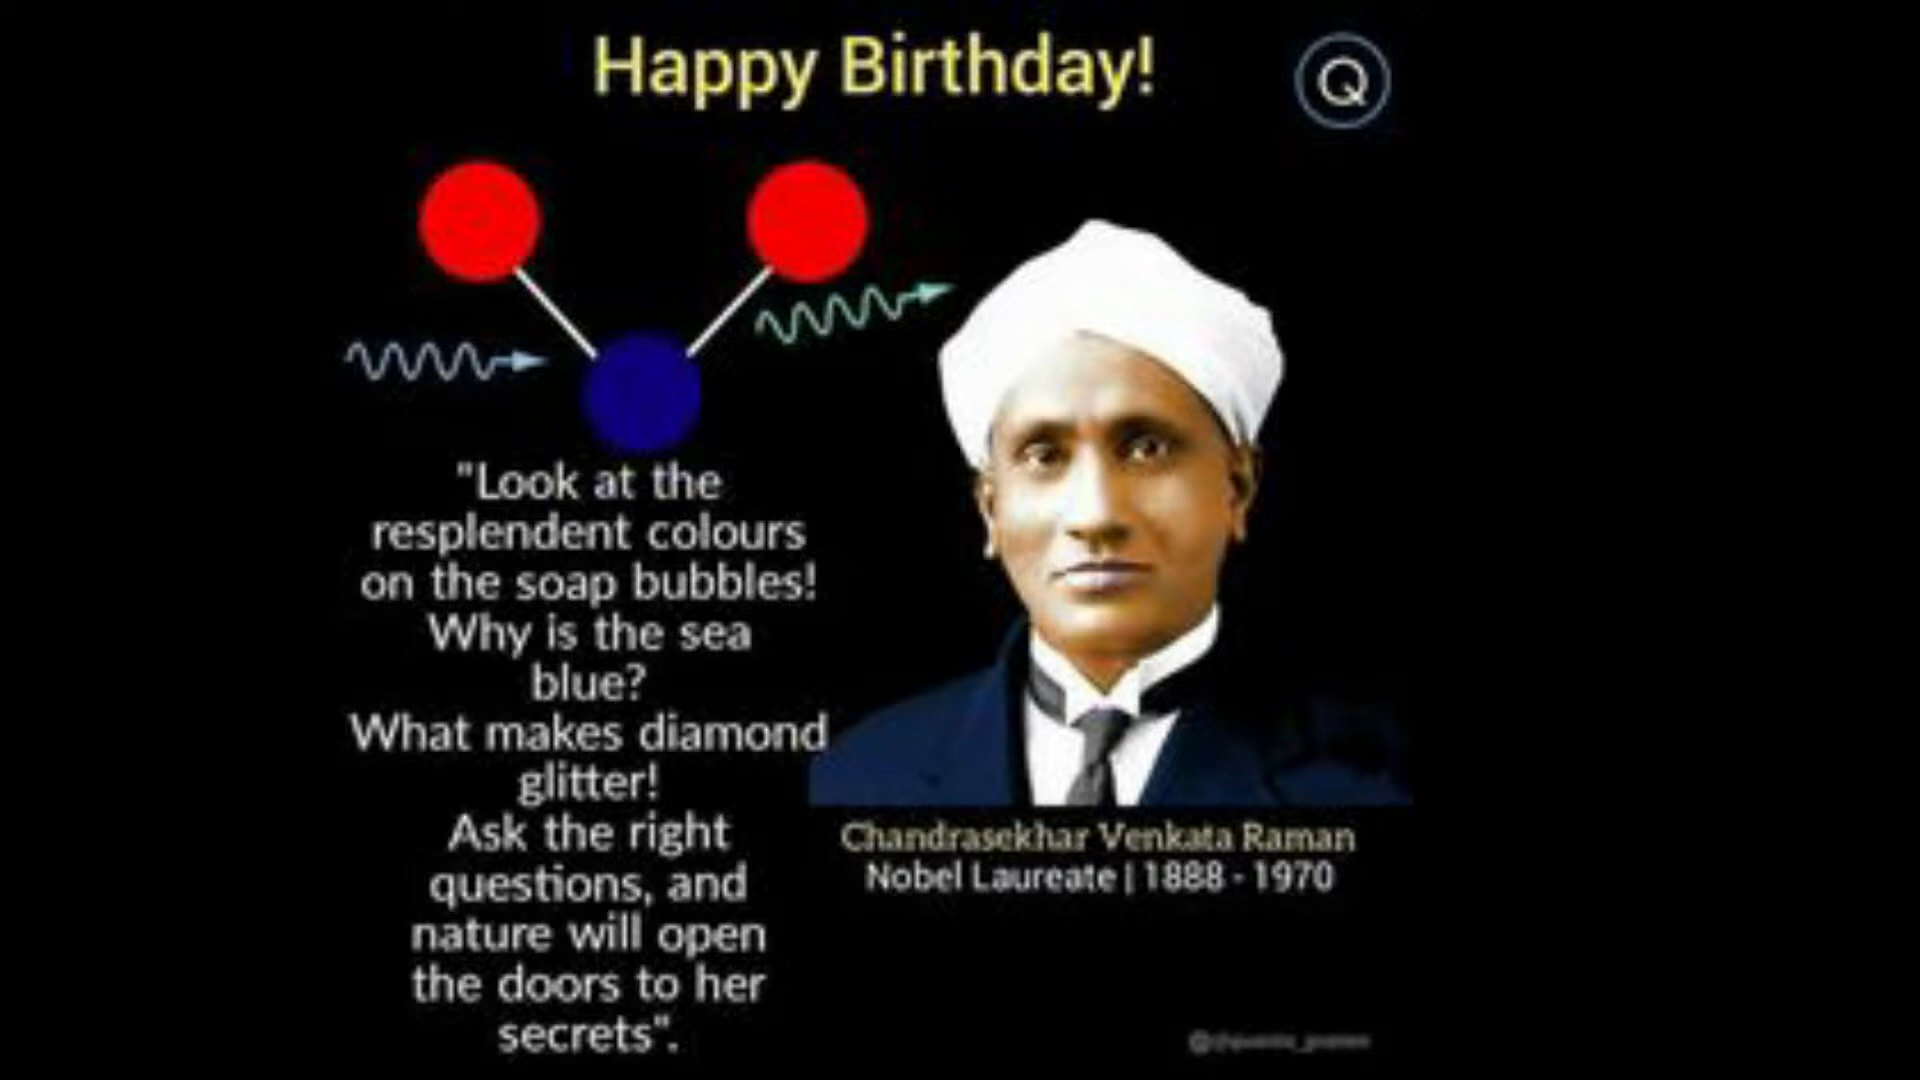 Happy Birthday!
Q
"Look at the
resplendent colours
on the soap bubbles!
Why is the sea
blue?
What makes diamond
glitter!
Ask the right
questions, and
nature will open
the doors to her
secrets".
Chandrasekhar Venkata Raman
Nobel Laureate | 1888 - 1970